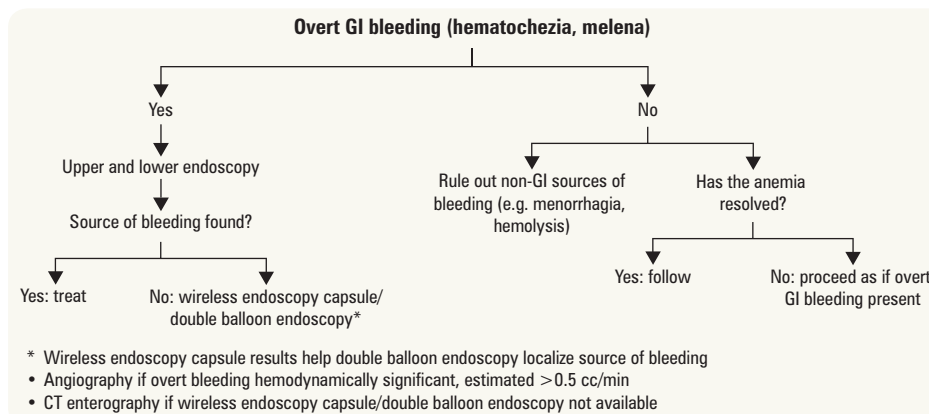 Overt GI bleeding (hematochezia, melena)
Yes
No
Upper and lower endoscopy
Rule out non-GI sources of
bleeding (e.g. menorrhagia,
hemolysis)
Has the anemia
resolved?
Source of bleeding found?
Yes: treat
No: wireless endoscopy capsule/
double balloon endoscopy*
Yes: follow
No: proceed as if overt
GI bleeding present
* Wireless endoscopy capsule results help double balloon endoscopy localize source of bleeding
• Angiography if overt bleeding hemodynamically significant, estimated >0.5 cc/min
• CT enterography if wireless endoscopy capsule/double balloon endoscopy not available